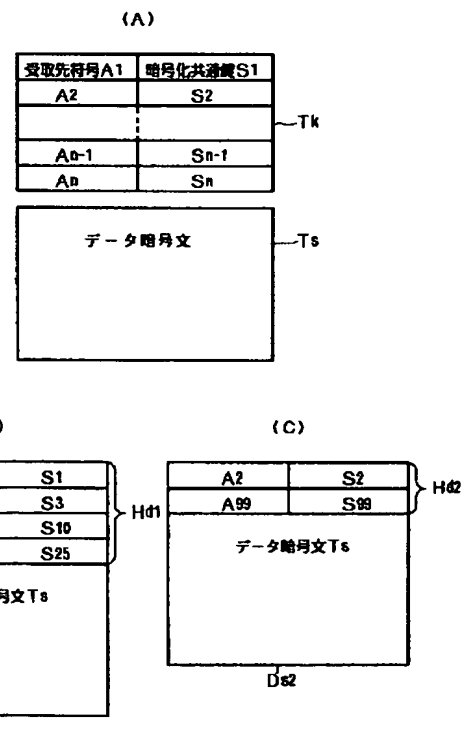 (A)
受取先符号A1 暗号化共通鍵S1
A2 S2
Tk
An-1 Sn-1
An Sn
データ暗号文 Ts
) (C)
S1
S3
S10
S25
Hd1
号文Ts
A2 S2
A99 S99
Hd2
データ暗号文Ts
Ds2